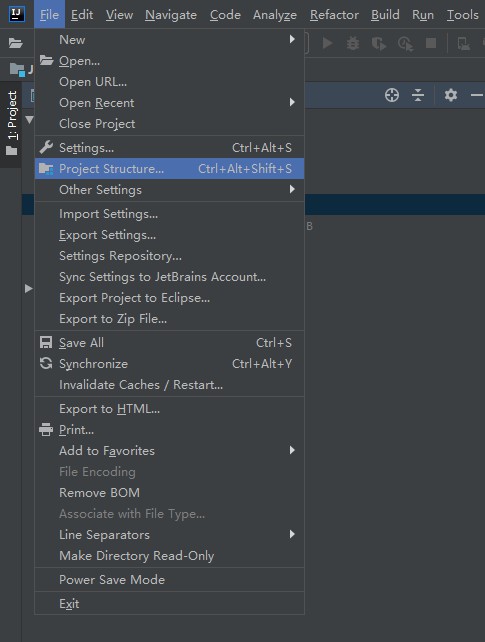 IJ File Edit View Navigate Code Analyze Refactor Build Run Tools
J
1: Project
New
Open...
Open URL...
Open Recent
Close Project
Settings... Ctrl+Alt+S
Project Structure... Ctrl+Alt+Shift+S
Other Settings
Import Settings...
Export Settings...
B
Settings Repository...
Sync Settings to JetBrains Account...
Export Project to Eclipse...
Export to Zip File...
Save All Ctrl+S
Synchronize Ctrl+Alt+Y
Invalidate Caches / Restart...
Export to HTML...
Print...
Add to Favorites
File Encoding
Remove BOM
Associate with File Type...
Line Separators
Make Directory Read-Only
Power Save Mode
Exit